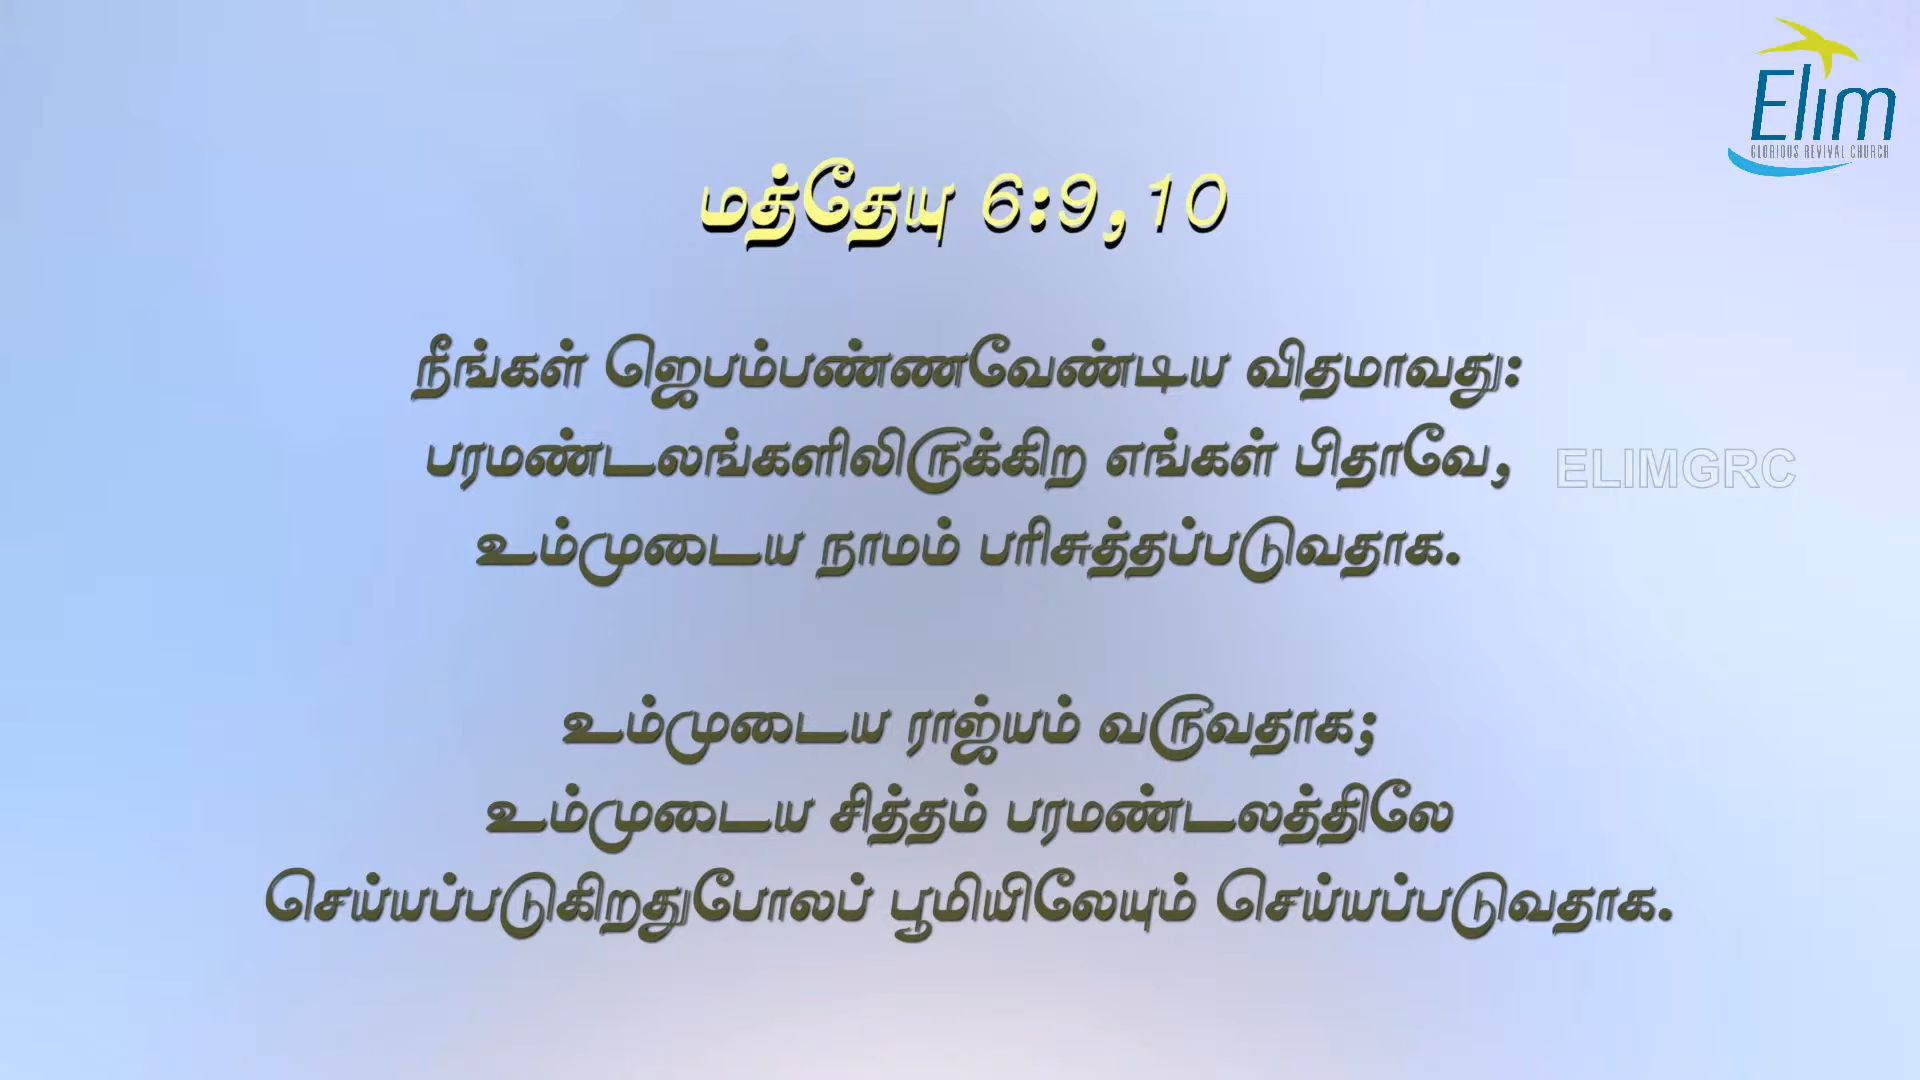 Elim
GLORIOUS REVIVAL CHURCH
மத்தேயு 6:9,10
நீங்கள் ஜெபம்பண்ணவேண்டிய விதமாவது:
பரமண்டலங்களிலிருக்கிற எங்கள் பிதாவே,
ELIMGRC
உம்முடைய நாமம் பரிசுத்தப்படுவதாக.
உம்முடைய ராஜ்யம் வருவதாக;
உம்முடைய சித்தம் பரமண்டலத்திலே
செய்யப்படுகிறதுபோலப் பூமியிலேயும் செய்யப்படுவதாக.